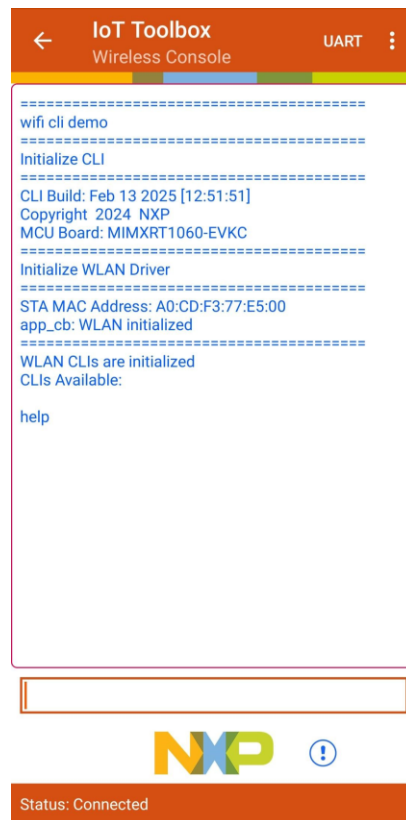 IoT Toolbox
Wireless Console
UART
=======================================
wifi cli demo
=======================================
Initialize CLI
=======================================
CLI Build: Feb 13 2025 [12:51:51]
Copyright  2024  NXP
MCU Board: MIMXRT1060-EVKC
=======================================
Initialize WLAN Driver
=======================================
STA MAC Address: A0:CD:F3:77:E5:00
app_cb: WLAN initialized
=======================================
WLAN CLIs are initialized
CLIs Available:
help
NXP
Status: Connected